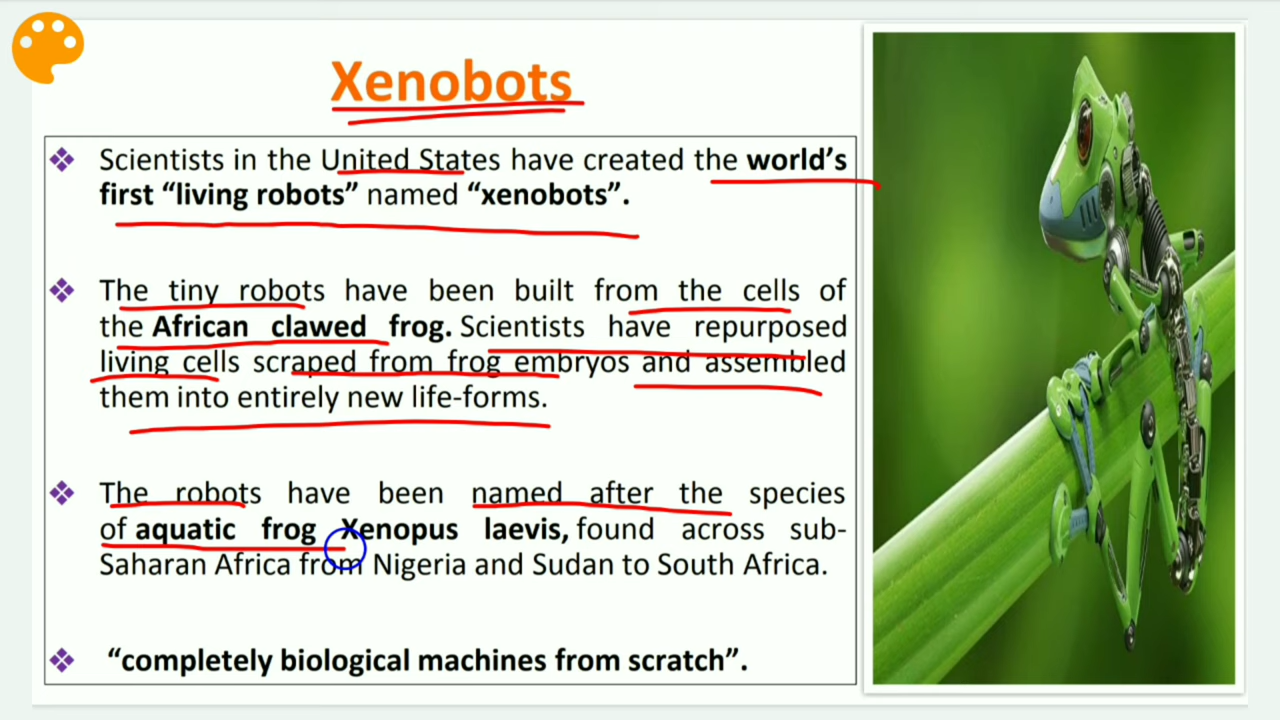 Xenobots
Scientists in the United States have created the world’s
first “living robots” named “xenobots”.
The tiny robots have been built from the cells of
the African clawed frog. Scientists have repurposed
living cells scraped from frog embryos and assembled
them into entirely new life-forms.
The robots have been named after the species
of aquatic frog Xenopus laevis, found across sub-
Saharan Africa from Nigeria and Sudan to South Africa.
“completely biological machines from scratch”.